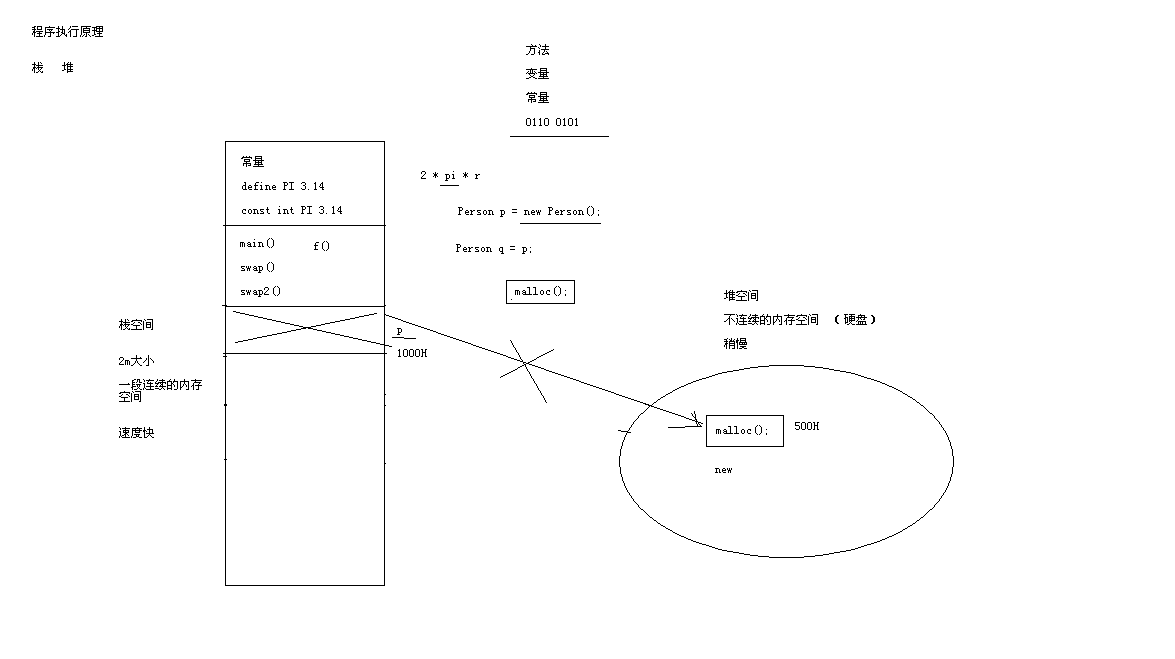 程序执行原理
栈 堆
方法
变量
常量
0110 0101
常量
define PI 3.14
const int PI 3.14
2 * pi * r
Person p = new Person();
Person q = p;
malloc();
main() f()
swap()
swap2()
p
1000H
栈空间
2m大小
一段连续的内存
空间
速度快
堆空间
不连续的内存空间 （硬盘）
稍慢
malloc(); 500H
new